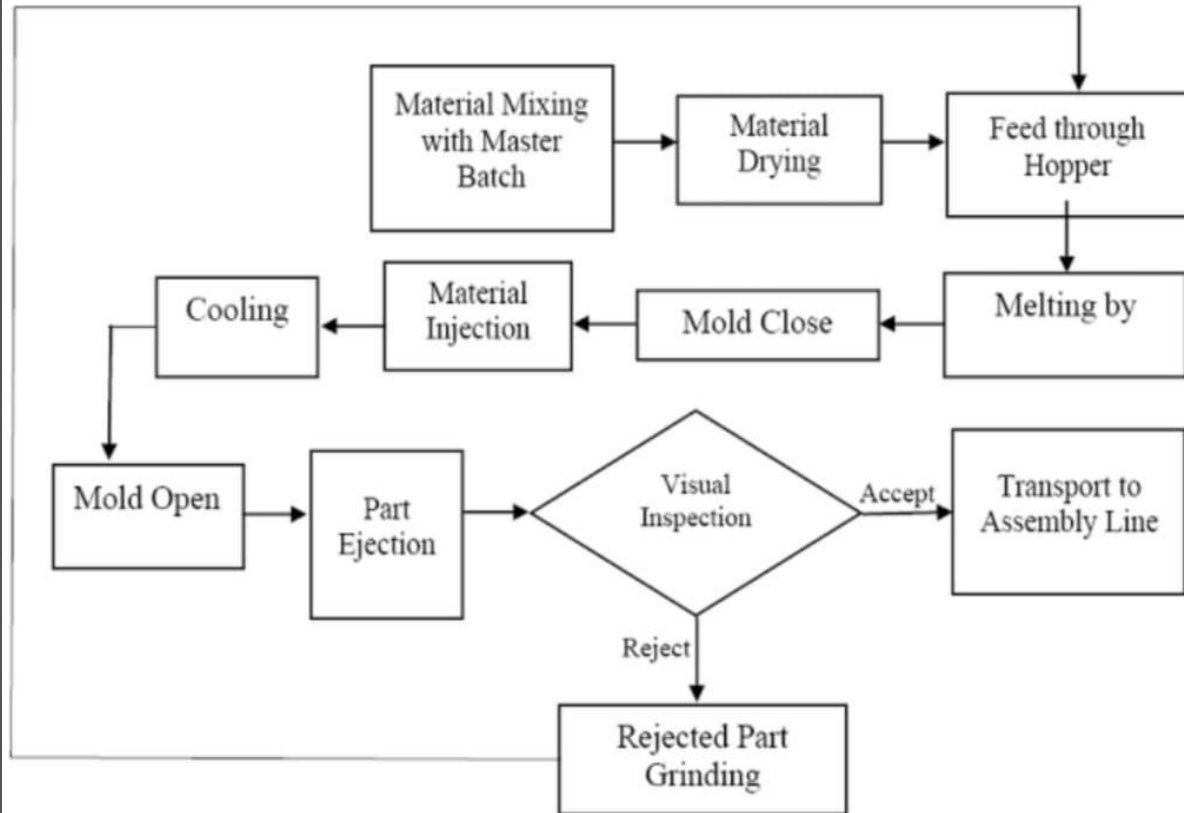 Material Mixing
with Master
Batch
Material
Drying
Feed through
Hopper
Melting by
Mold Close
Material
Injection
Cooling
Mold Open
Part
Ejection
Visual
Inspection
Accept
Transport to
Assembly Line
Reject
Rejected Part
Grinding